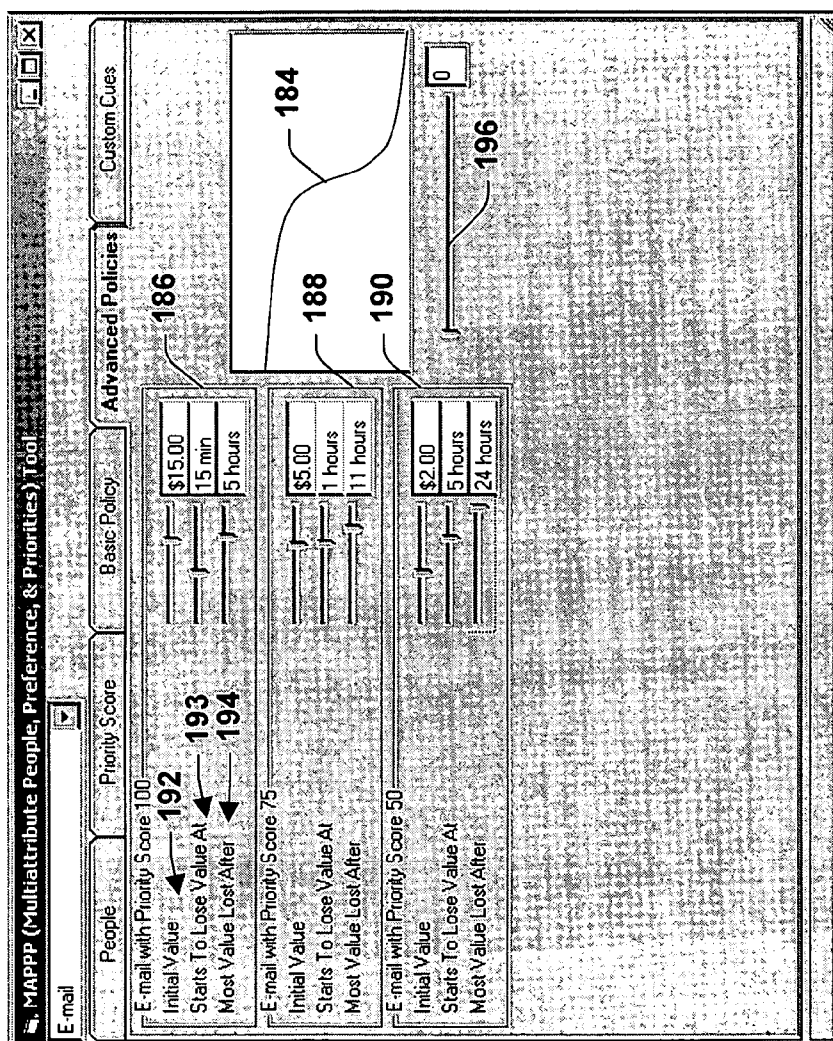 MAPPP (Multiattribute People, Preference, & Priorities) Tool
E-mail
People
Priority Score
Basic Policy
Advanced Policies
Custom Cues
E-mail with Priority Score 100
192
Initial Value
$15.00
186
Starts To Lose Value At
193
15 min
Most Value Lost After
194
5 hours
184
E-mail with Priority Score 75
Initial Value
$5.00
188
Starts To Lose Value At
1 hours
Most Value Lost After
11 hours
E-mail with Priority Score 50
190
Initial Value
$2.00
Starts To Lose Value At
5 hours
Most Value Lost After
24 hours
0
196